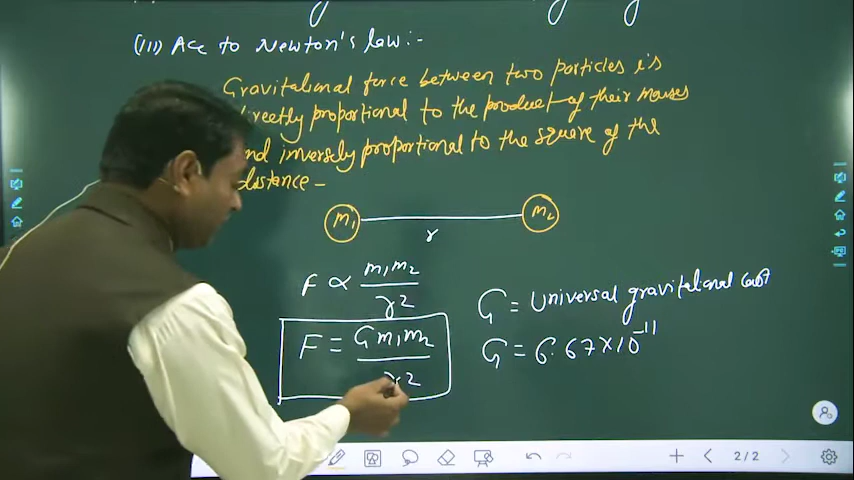 (III) Acc to Newton's law:-
Gravitational force between two particles is
directly proportional to the product of their masses
and inversely proportional to the square of the
distance -
m1 m2
r
F ∝ m1m2 / r2
G = Universal gravitational const
F = Gm1m2 / r2
G = 6.67×10^-11
2/2